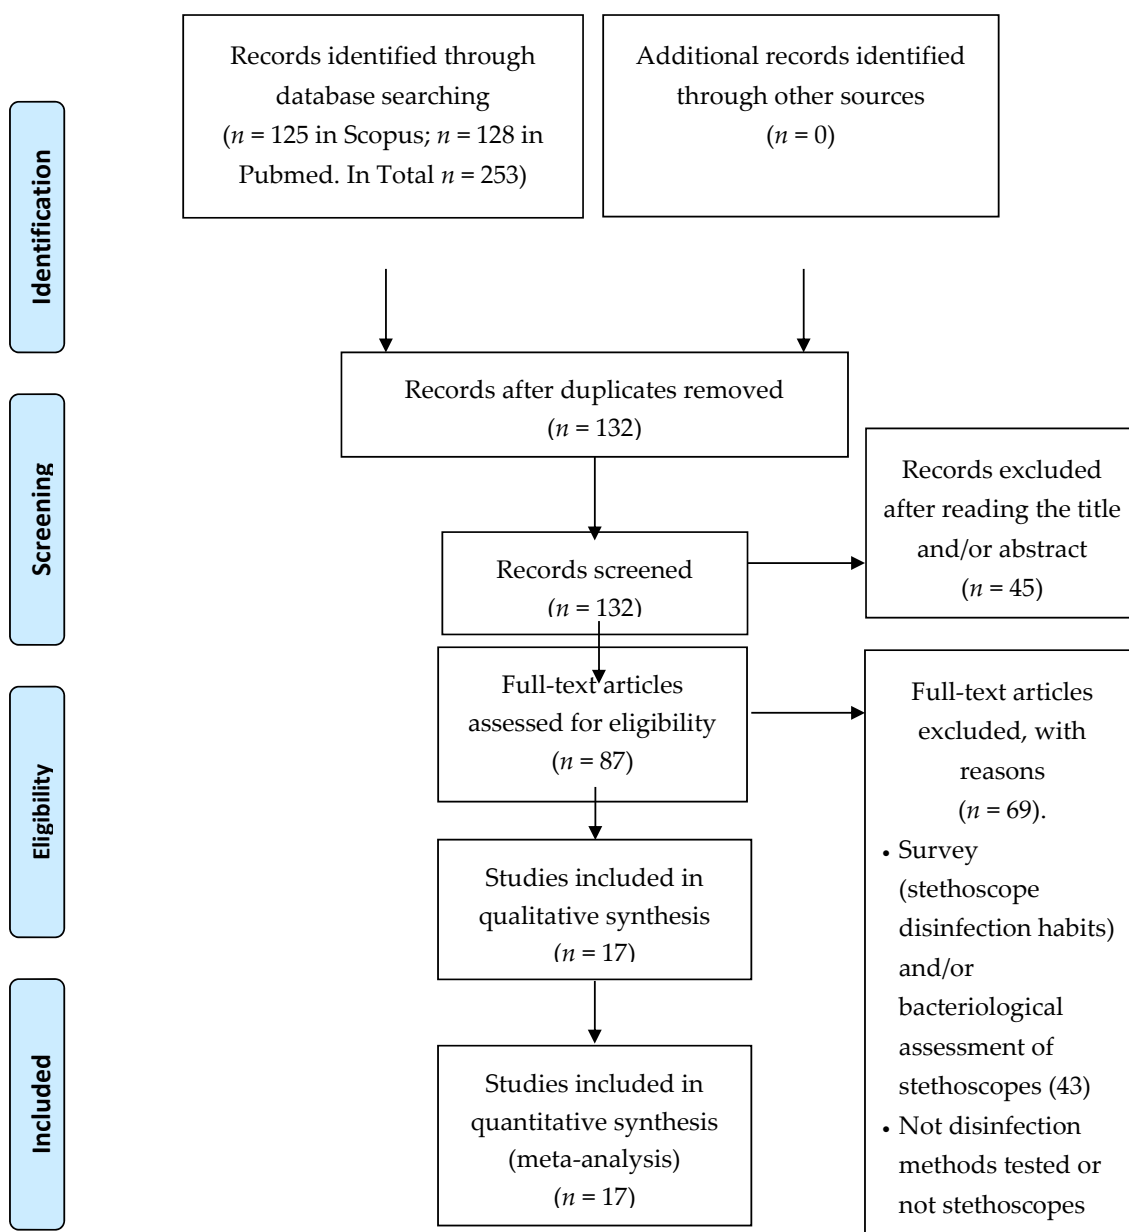 Records identified through
database searching
(n = 125 in Scopus; n = 128 in
Pubmed. In Total n = 253)
Additional records identified
through other sources
(n = 0)
Identification
Records after duplicates removed
(n = 132)
Screening
Records screened
(n = 132)
Records excluded
after reading the title
and/or abstract
(n = 45)
Eligibility
Full-text articles
assessed for eligibility
(n = 87)
Full-text articles
excluded, with
reasons
(n = 69).
• Survey
(stethoscope
disinfection habits)
and/or
bacteriological
assessment of
stethoscopes (43)
• Not disinfection
methods tested or
not stethoscopes
Studies included in
qualitative synthesis
(n = 17)
Included
Studies included in
quantitative synthesis
(meta-analysis)
(n = 17)